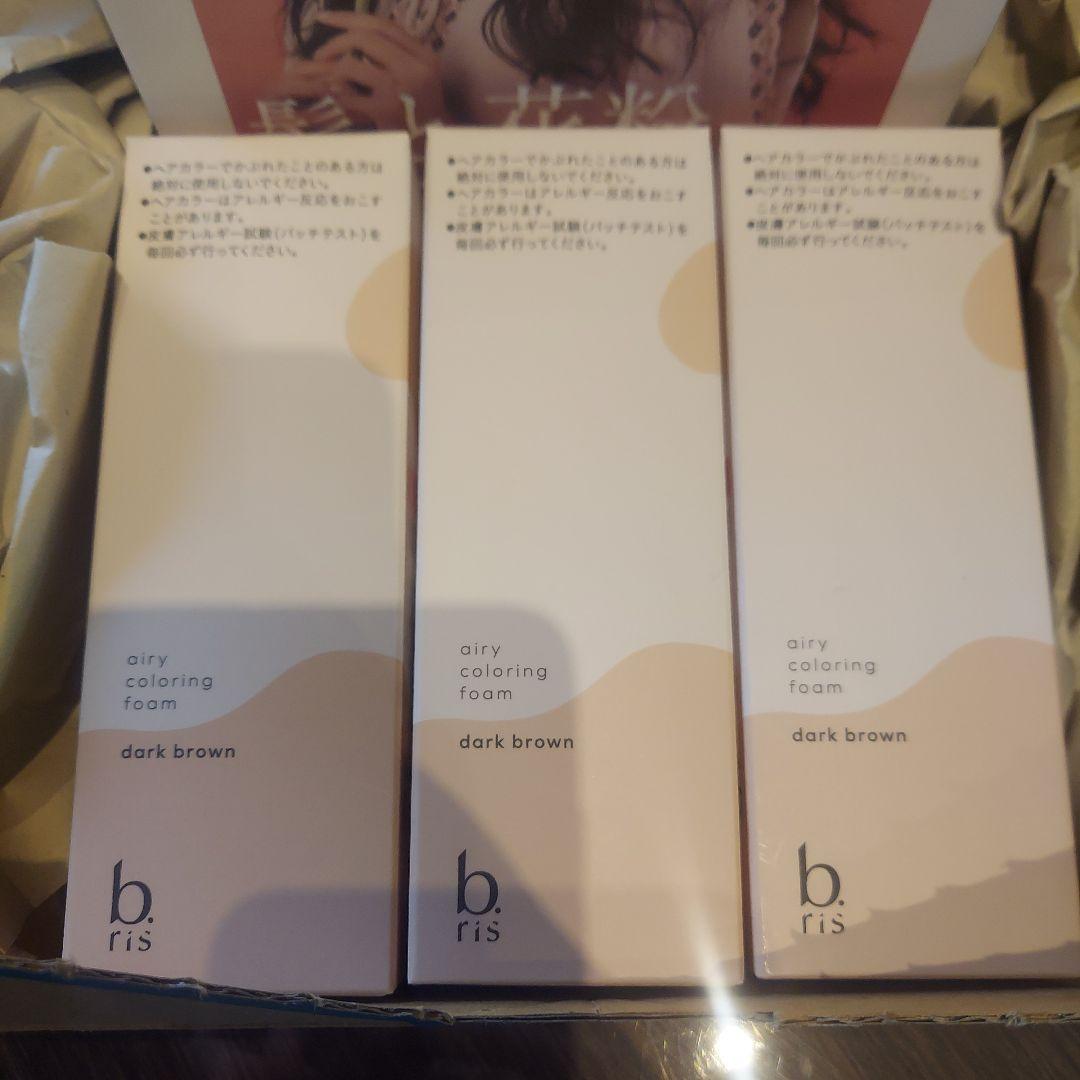 髪と花粉
●ヘアカラーでかぶれたことのある方は
絶対に使用しないでください。
●ヘアカラーはアレルギー反応をおこす
ことがあります。
●皮膚アレルギー試験(パッチテスト)を
毎回必ず行ってください。
airy
coloring
foam
dark brown
b.
ris
●ヘアカラーでかぶれたことのある方は
絶対に使用しないでください。
●ヘアカラーはアレルギー反応をおこす
ことがあります。
●皮膚アレルギー試験(パッチテスト)を
毎回必ず行ってください。
airy
coloring
foam
dark brown
b.
ris
●ヘアカラーでかぶれたことのある方は
絶対に使用しないでください。
●ヘアカラーはアレルギー反応をおこす
ことがあります。
●皮膚アレルギー試験(パッチテスト)を
毎回必ず行ってください。
airy
coloring
foam
dark brown
b.
ris